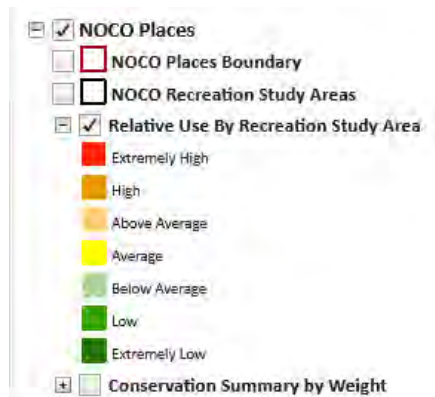 NOCO Places
NOCO Places Boundary
NOCO Recreation Study Areas
Relative Use By Recreation Study Area
Extremely High
High
Above Average
Average
Below Average
Low
Extremely Low
Conservation Summary by Weight